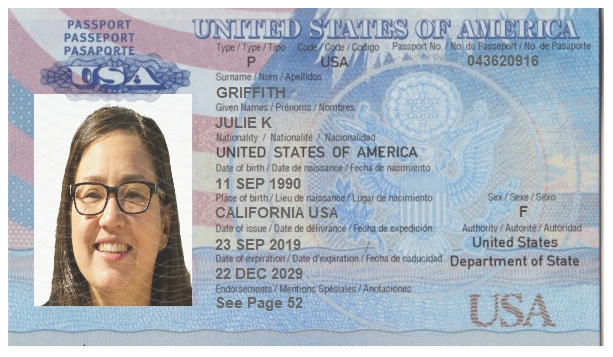 PASSPORT
PASSEPORT
PASAPORTE
USA
UNITED STATES OF AMERICA
Type / Type / Tipo Code / Code / Codigo Passport No. / No. du Passeport / No. de Pasaporte
P USA 043620916
Surname / Nom / Apellidos
GRIFFITH
Given Names / Prénoms / Nombres
JULIE K
Nationality / Nationalité / Nacionalidad
UNITED STATES OF AMERICA
Date of birth / Date de naissance / Fecha de nacimiento
11 SEP 1990
Place of birth / Lieu de naissance / Lugar de nacimiento Sex / Sexe / Sexo
CALIFORNIA USA F
Date of issue / Date de délivrance / Fecha de expedición Authority / Autorité / Autoridad
23 SEP 2019 United States
Date of expiration / Date d'expiration / Fecha de caducidad Department of State
22 DEC 2029
Endorsements / Mentions Spéciales / Anotaciones
See Page 52
USA